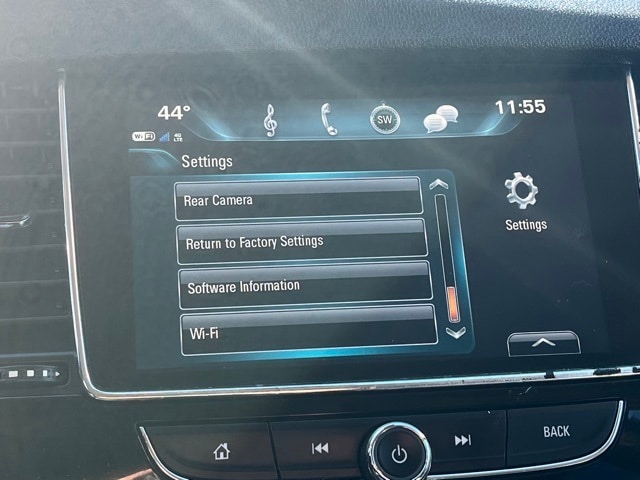 44° SW 11:55
WiFi 4G LTE
Settings
Rear Camera
Return to Factory Settings
Software Information
Wi-Fi
Settings
BACK